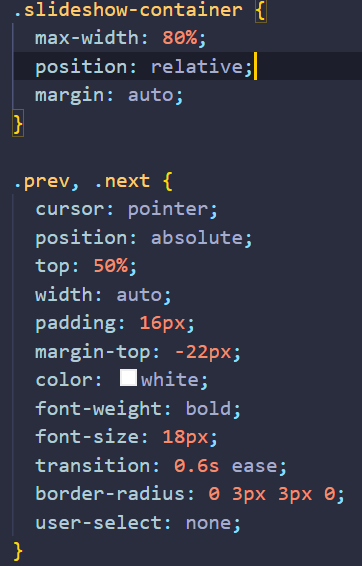 .slideshow-container {
  max-width: 80%;
  position: relative;
  margin: auto;
}

.prev, .next {
  cursor: pointer;
  position: absolute;
  top: 50%;
  width: auto;
  padding: 16px;
  margin-top: -22px;
  color: white;
  font-weight: bold;
  font-size: 18px;
  transition: 0.6s ease;
  border-radius: 0 3px 3px 0;
  user-select: none;
}